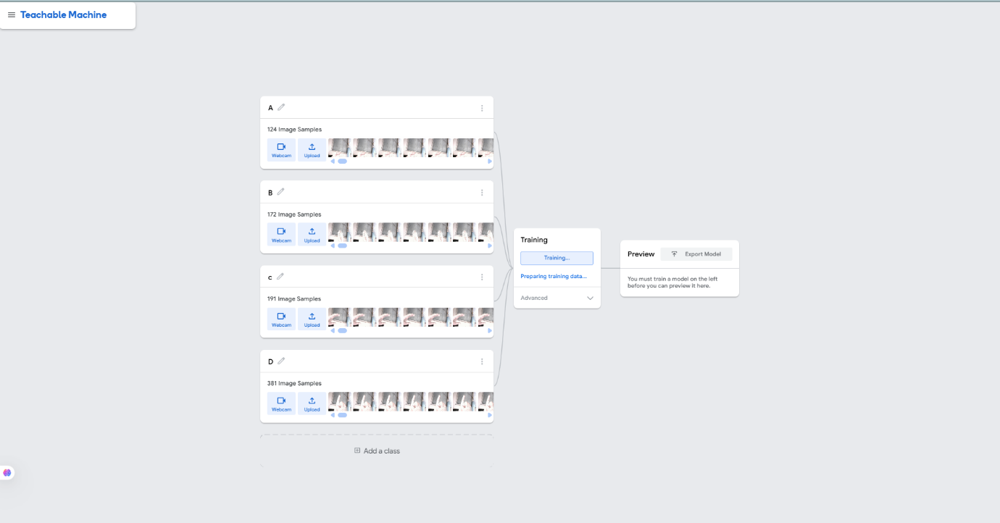 Teachable Machine
A
124 Image Samples
Webcam
Upload
B
172 Image Samples
Webcam
Upload
c
191 Image Samples
Webcam
Upload
D
381 Image Samples
Webcam
Upload
Add a class
Training
Training...
Preparing training data...
Advanced
Preview
Export Model
You must train a model on the left
before you can preview it here.